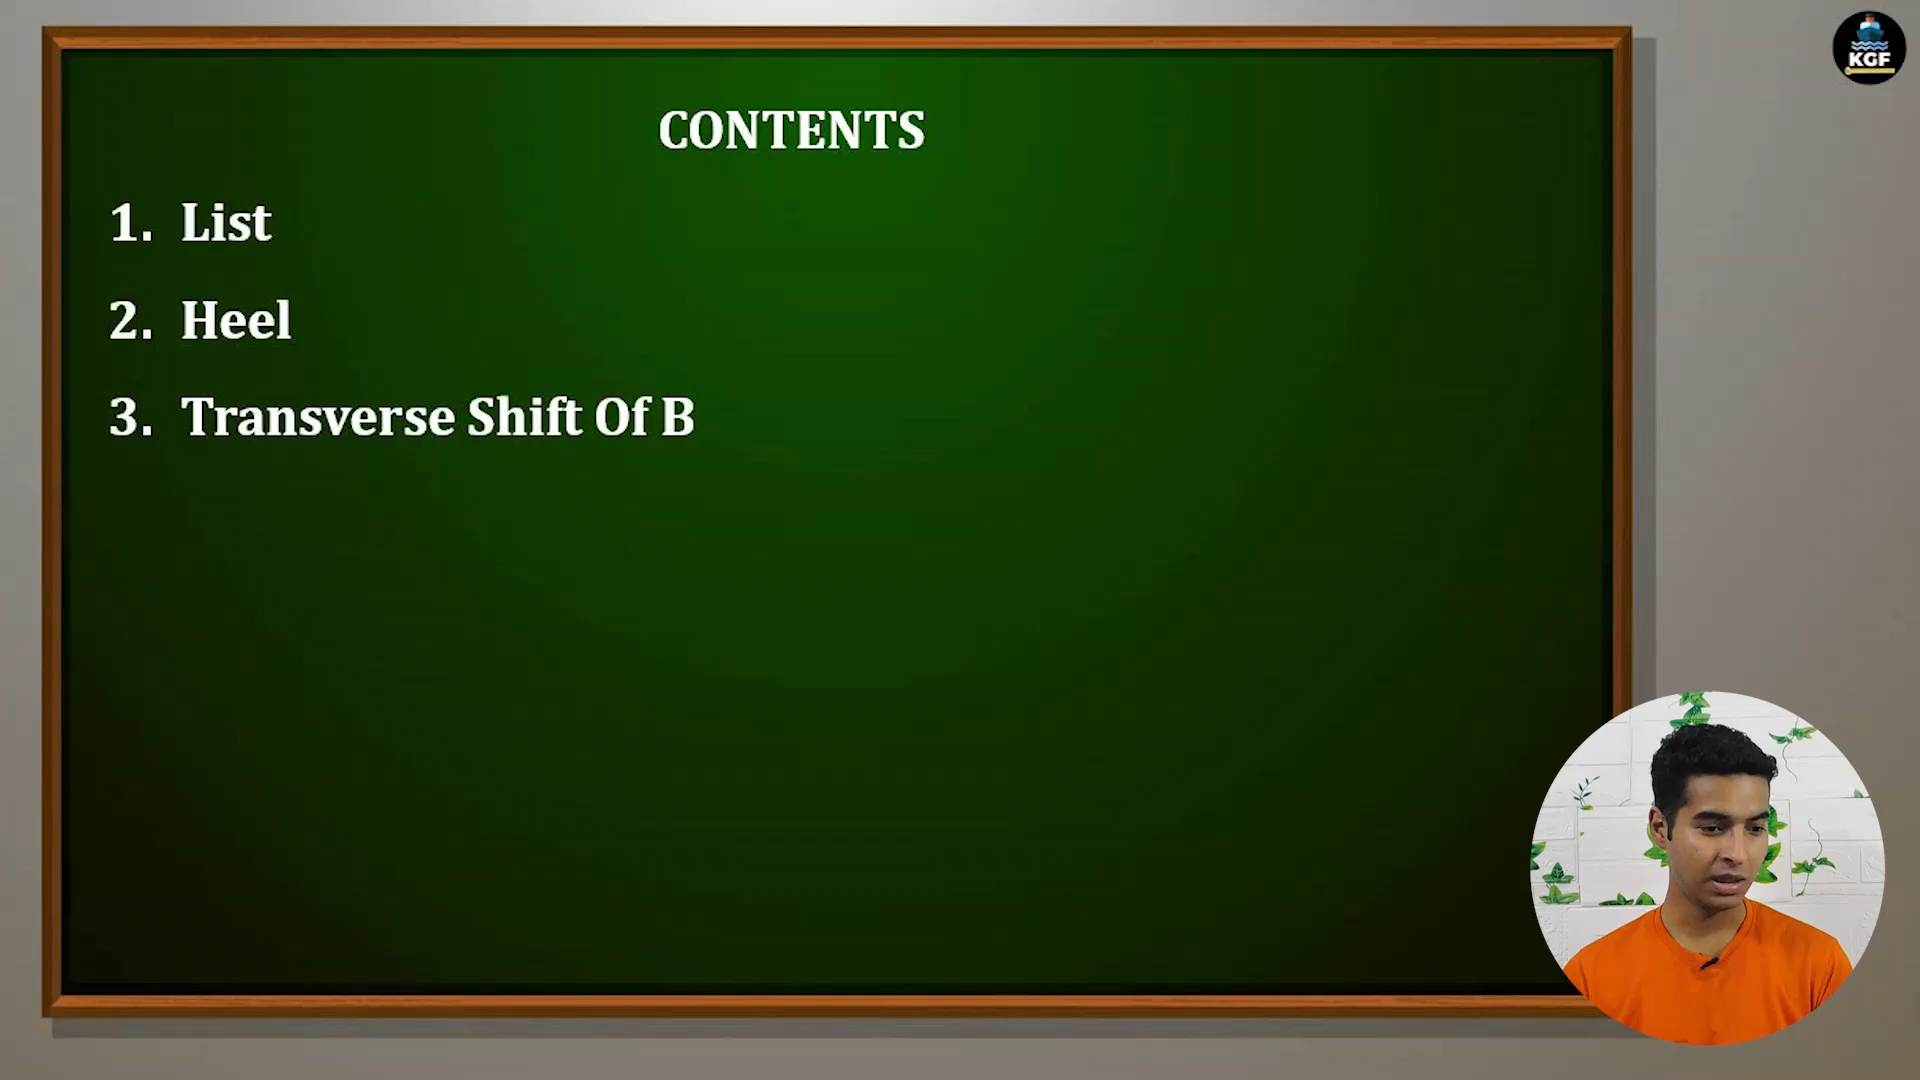 KGF
CONTENTS
1. List
2. Heel
3. Transverse Shift Of B